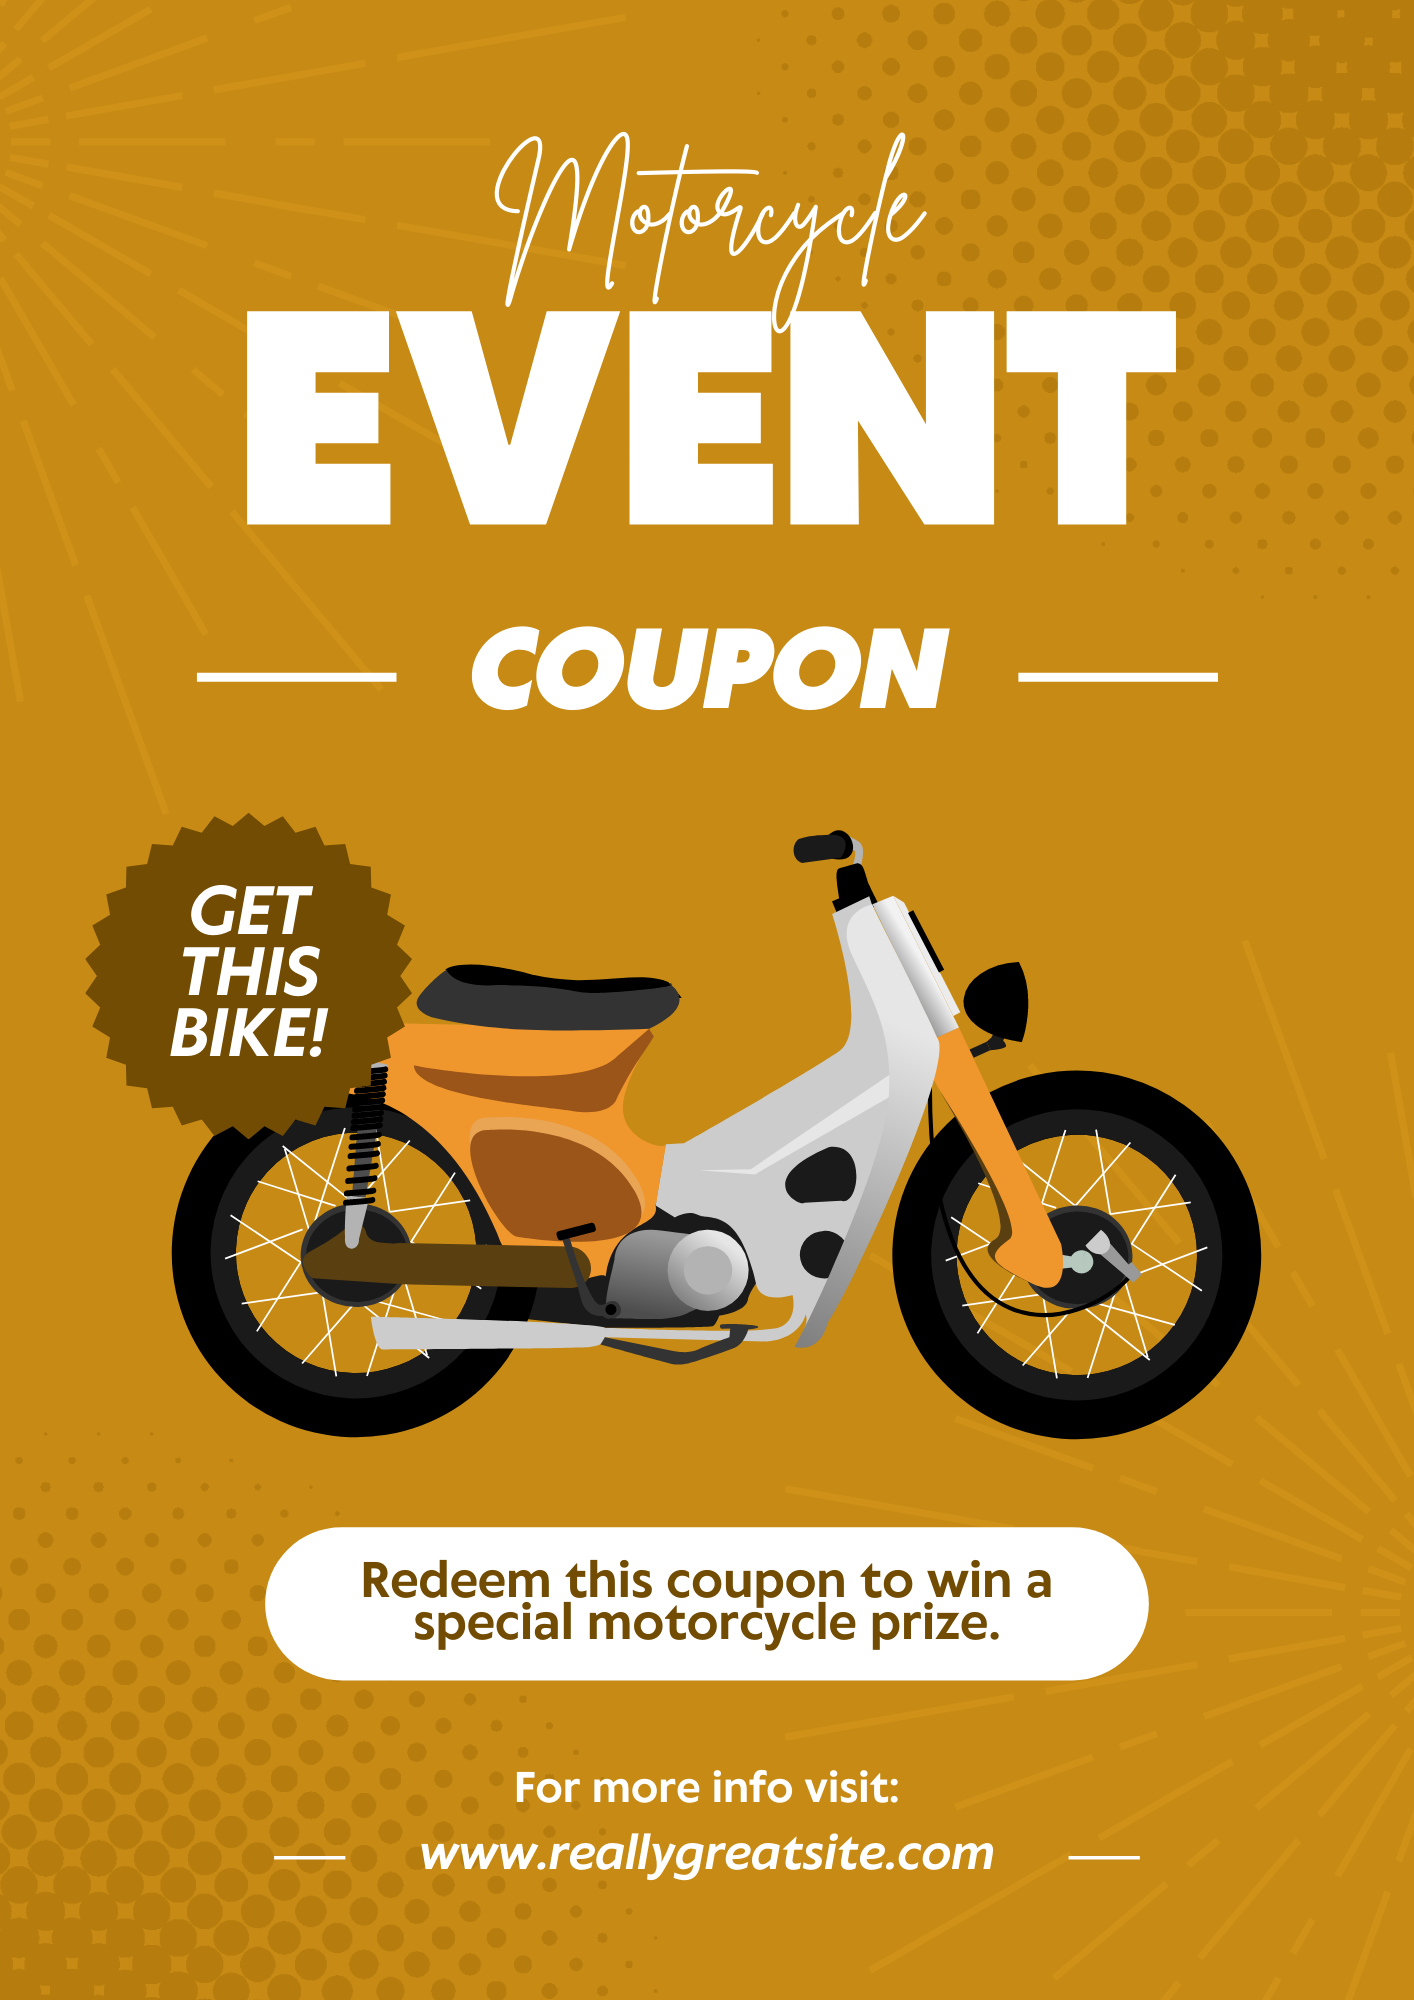 Motorcycle
EVENT
COUPON
GET
THIS
BIKE!
Redeem this coupon to win a
special motorcycle prize.
For more info visit:
www.reallygreatsite.com